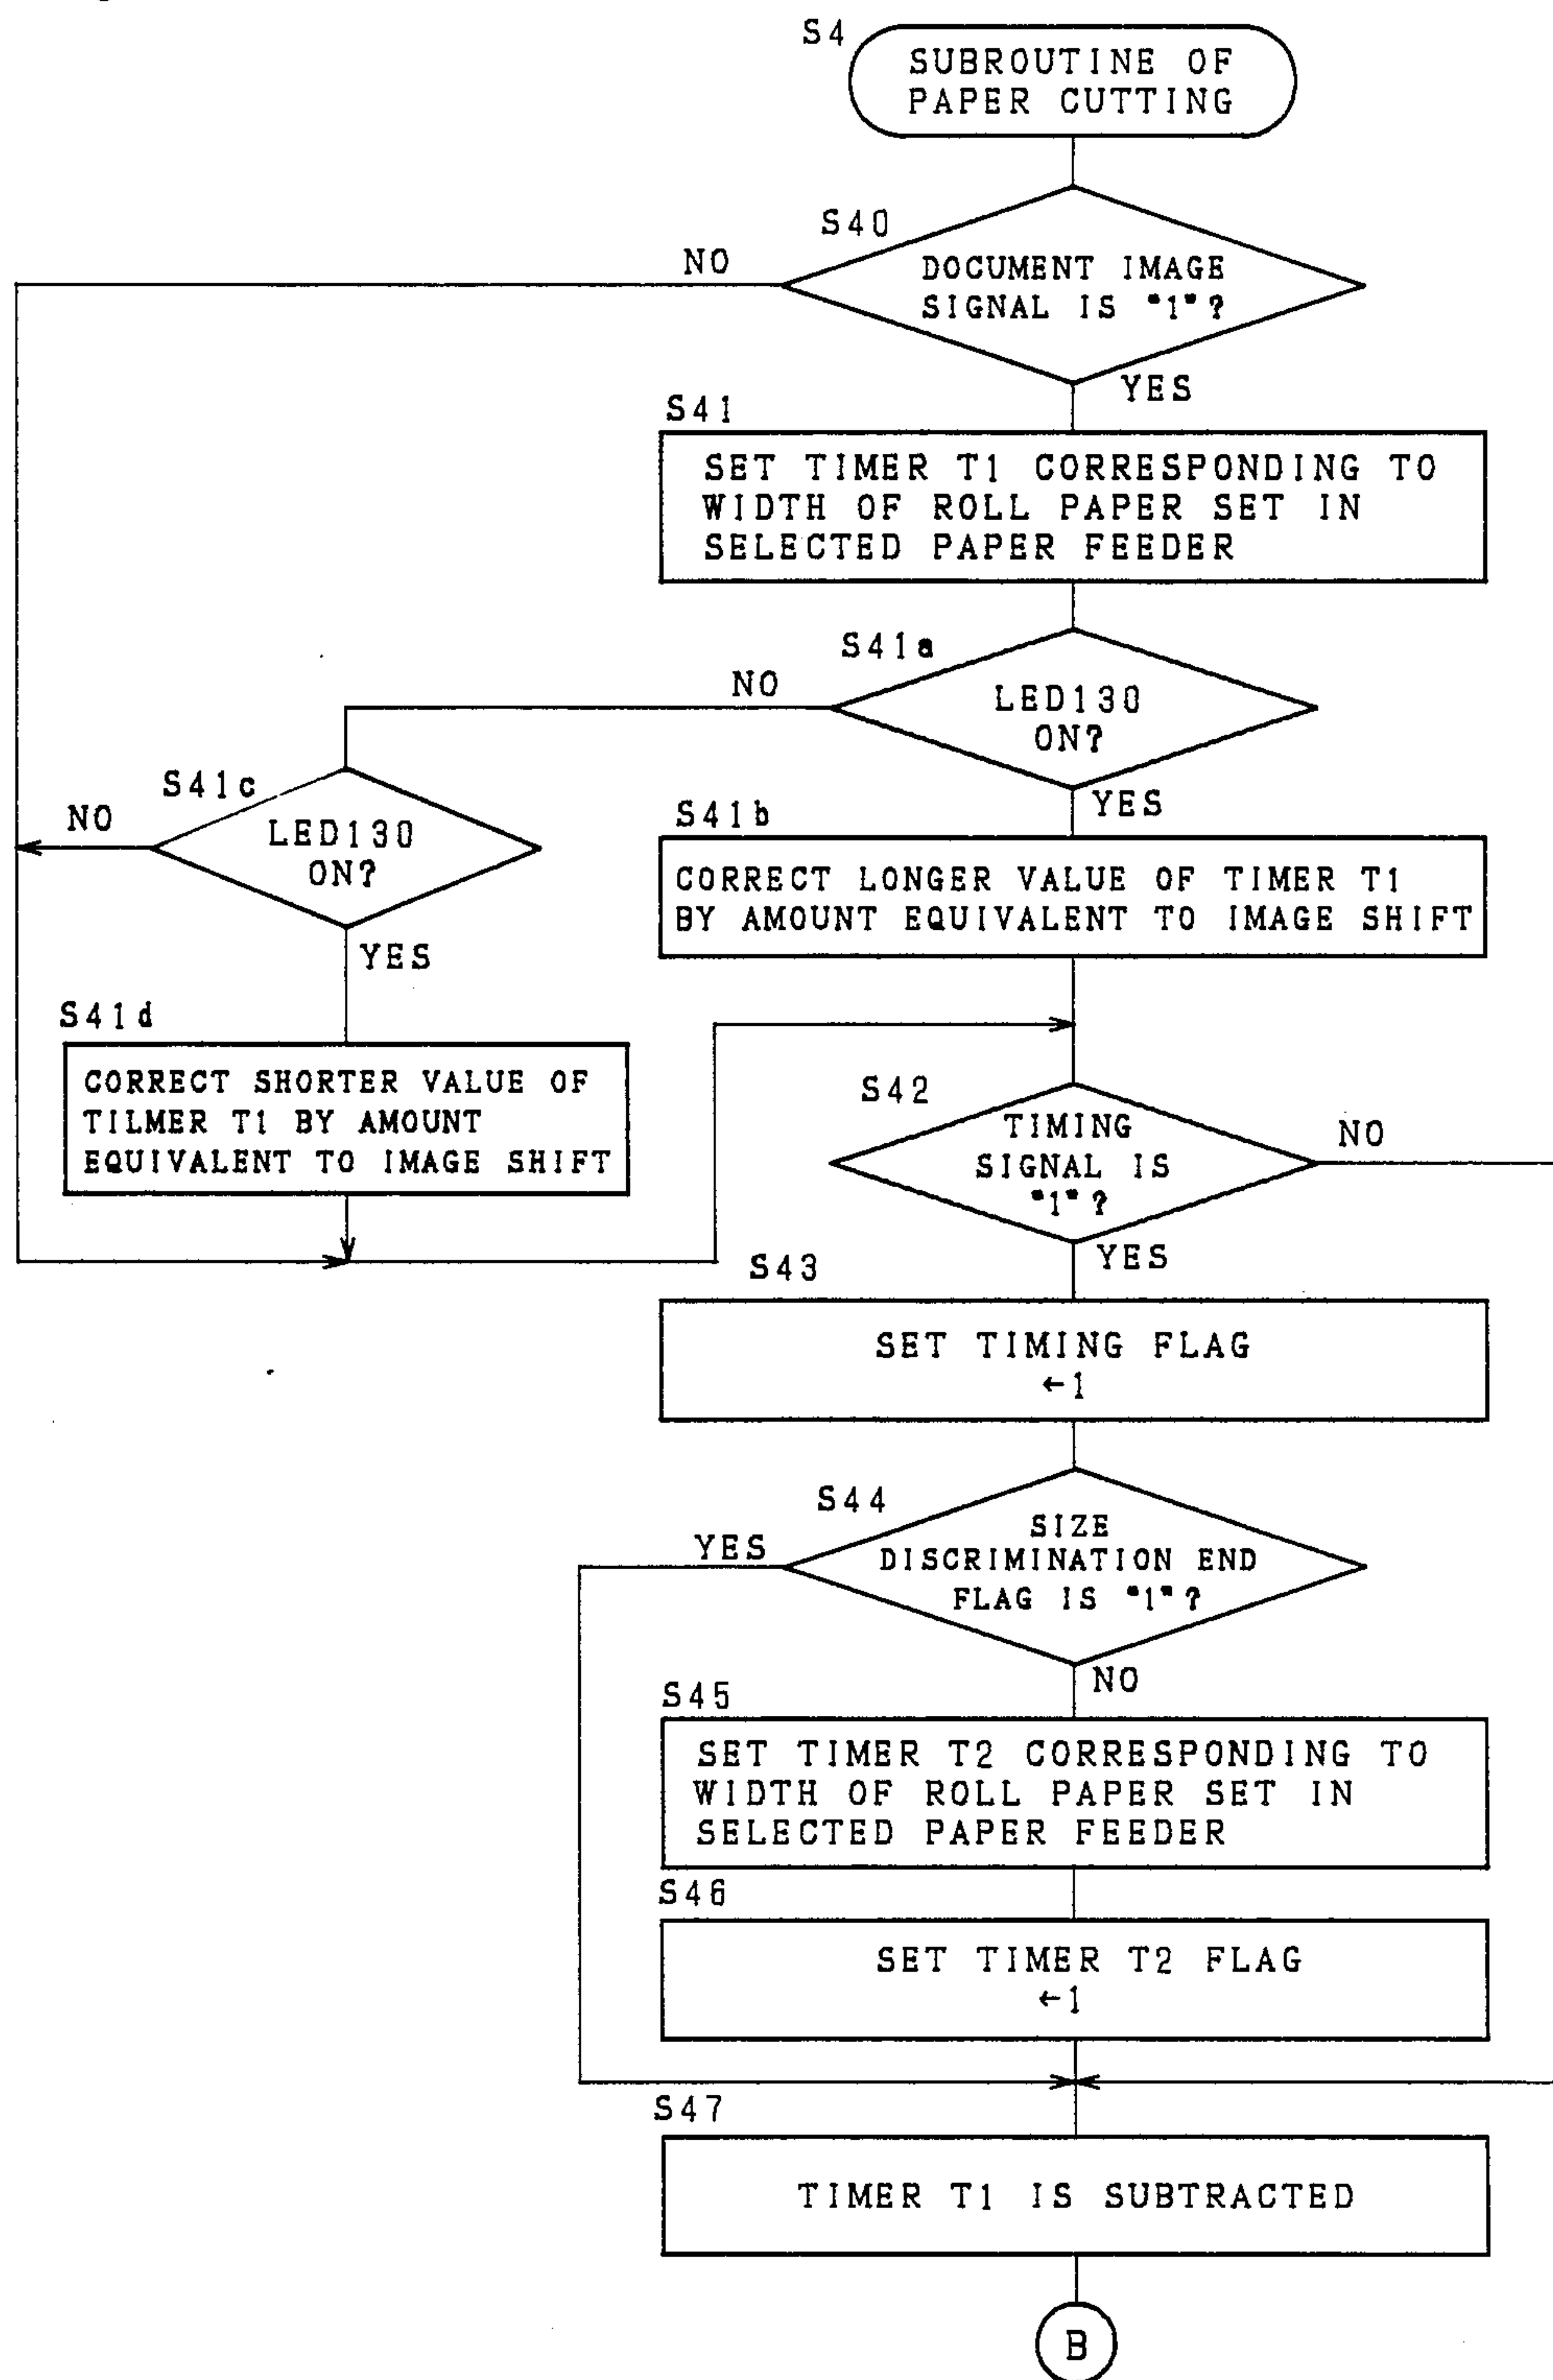 S4
SUBROUTINE OF
PAPER CUTTING
S40
NO
DOCUMENT IMAGE
SIGNAL IS "1"?
YES
S41
SET TIMER T1 CORRESPONDING TO
WIDTH OF ROLL PAPER SET IN
SELECTED PAPER FEEDER
S41a
NO
LED130
ON?
YES
S41c
NO
LED130
ON?
YES
S41b
CORRECT LONGER VALUE OF TIMER T1
BY AMOUNT EQUIVALENT TO IMAGE SHIFT
S41d
CORRECT SHORTER VALUE OF
TILMER T1 BY AMOUNT
EQUIVALENT TO IMAGE SHIFT
S42
TIMING
SIGNAL IS
"1"?
NO
YES
S43
SET TIMING FLAG
←1
S44
YES
SIZE
DISCRIMINATION END
FLAG IS "1"?
NO
S45
SET TIMER T2 CORRESPONDING TO
WIDTH OF ROLL PAPER SET IN
SELECTED PAPER FEEDER
S46
SET TIMER T2 FLAG
←1
S47
TIMER T1 IS SUBTRACTED
B